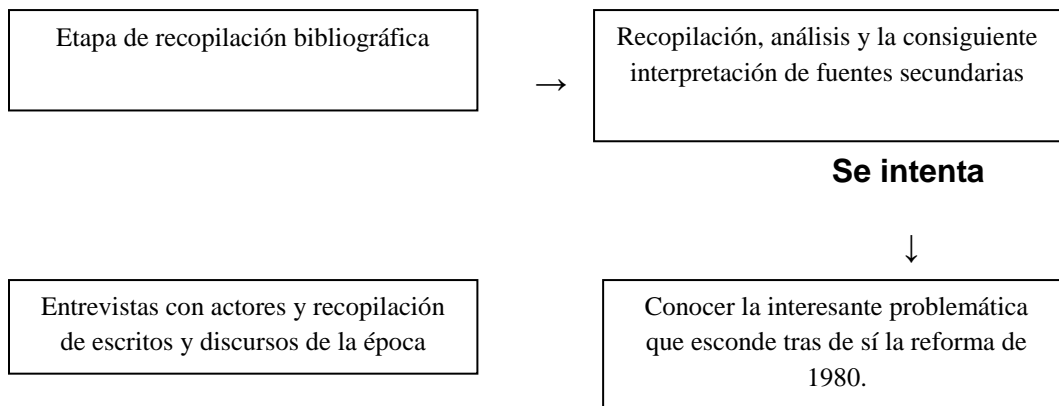 Etapa de recopilación bibliográfica
→
Recopilación, análisis y la consiguiente
interpretación de fuentes secundarias
Se intenta
↓
Entrevistas con actores y recopilación
de escritos y discursos de la época
Conocer la interesante problemática
que esconde tras de sí la reforma de
1980.